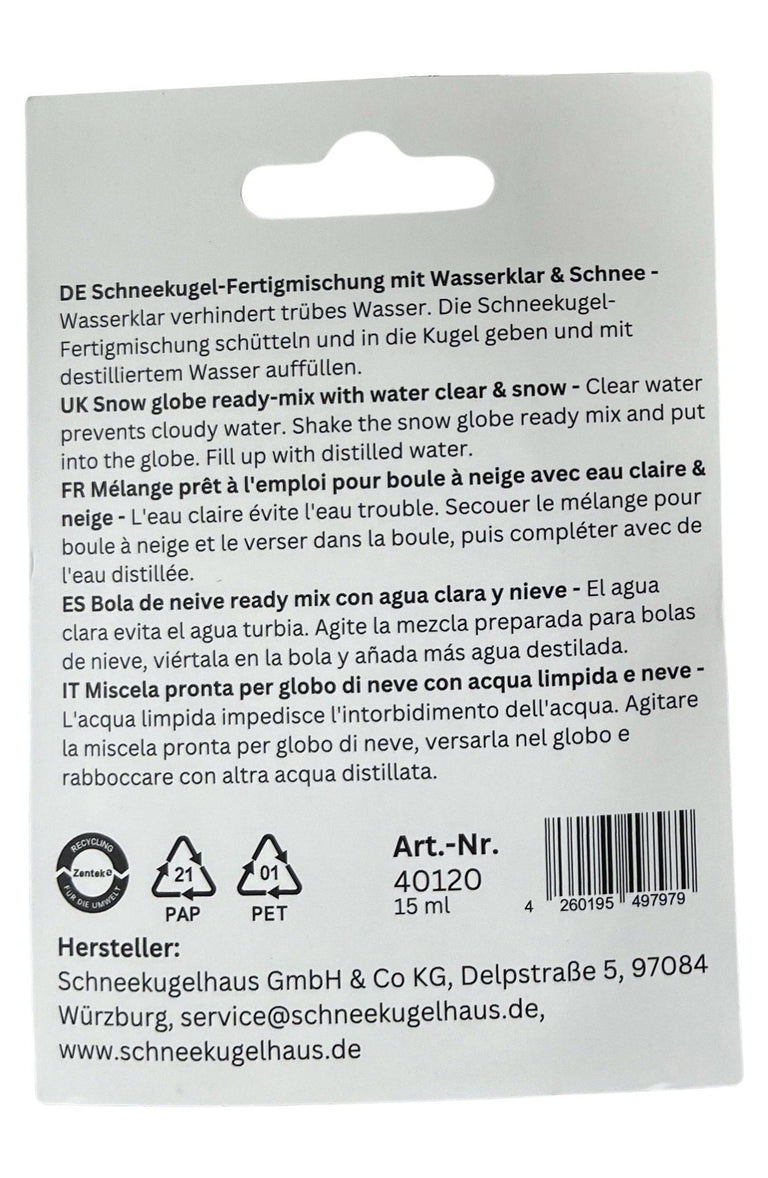 DE Schneekugel-Fertigmischung mit Wasserklar & Schnee -
Wasserklar verhindert trübes Wasser. Die Schneekugel-
Fertigmischung schütteln und in die Kugel geben und mit
destilliertem Wasser auffüllen.
UK Snow globe ready-mix with water clear & snow - Clear water
prevents cloudy water. Shake the snow globe ready mix and put
into the globe. Fill up with distilled water.
FR Mélange prêt à l'emploi pour boule à neige avec eau claire &
neige - L'eau claire évite l'eau trouble. Secouer le mélange pour
boule à neige et le verser dans la boule, puis compléter avec de
l'eau distillée.
ES Bola de neive ready mix con agua clara y nieve - El agua
clara evita el agua turbia. Agite la mezcla preparada para bolas
de nieve, viértala en la bola y añada más agua destilada.
IT Miscela pronta per globo di neve con acqua limpida e neve -
L'acqua limpida impedisce l'intorbidimento dell'acqua. Agitare
la miscela pronta per globo di neve, versarla nel globo e
rabboccare con altra acqua distillata.
RECYCLING
Zentek
FÜR DIE UMWELT
21
PAP
01
PET
Art.-Nr.
40120
15 ml
4 260195 497979
Hersteller:
Schneekugelhaus GmbH & Co KG, Delpstraße 5, 97084
Würzburg, service@schneekugelhaus.de,
www.schneekugelhaus.de